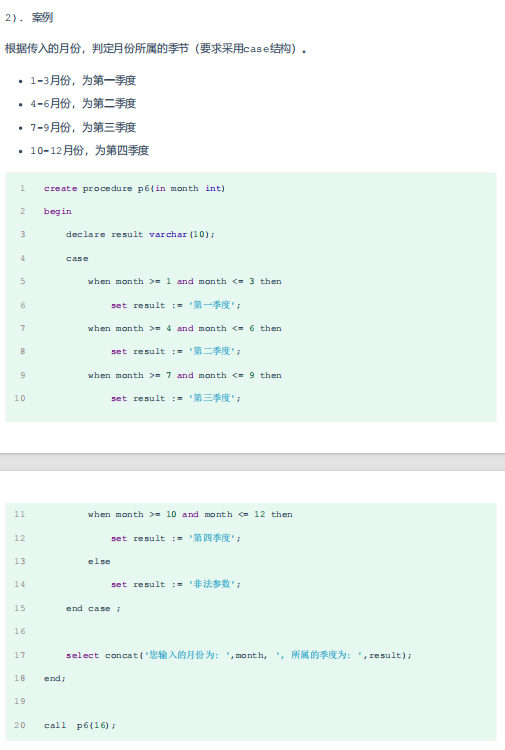 2). 案例
根据传入的月份，判定月份所属的季节（要求采用case结构）。
• 1-3月份，为第一季度
• 4-6月份，为第二季度
• 7-9月份，为第三季度
• 10-12月份，为第四季度
1 create procedure p6(in month int)
2 begin
3 declare result varchar(10);
4 case
5 when month >= 1 and month <= 3 then
6 set result := '第一季度';
7 when month >= 4 and month <= 6 then
8 set result := '第二季度';
9 when month >= 7 and month <= 9 then
10 set result := '第三季度';
11 when month >= 10 and month <= 12 then
12 set result := '第四季度';
13 else
14 set result := '非法参数';
15 end case ;
16
17 select concat('您输入的月份为: ',month, ', 所属的季度为: ',result);
18 end;
19
20 call p6(16);